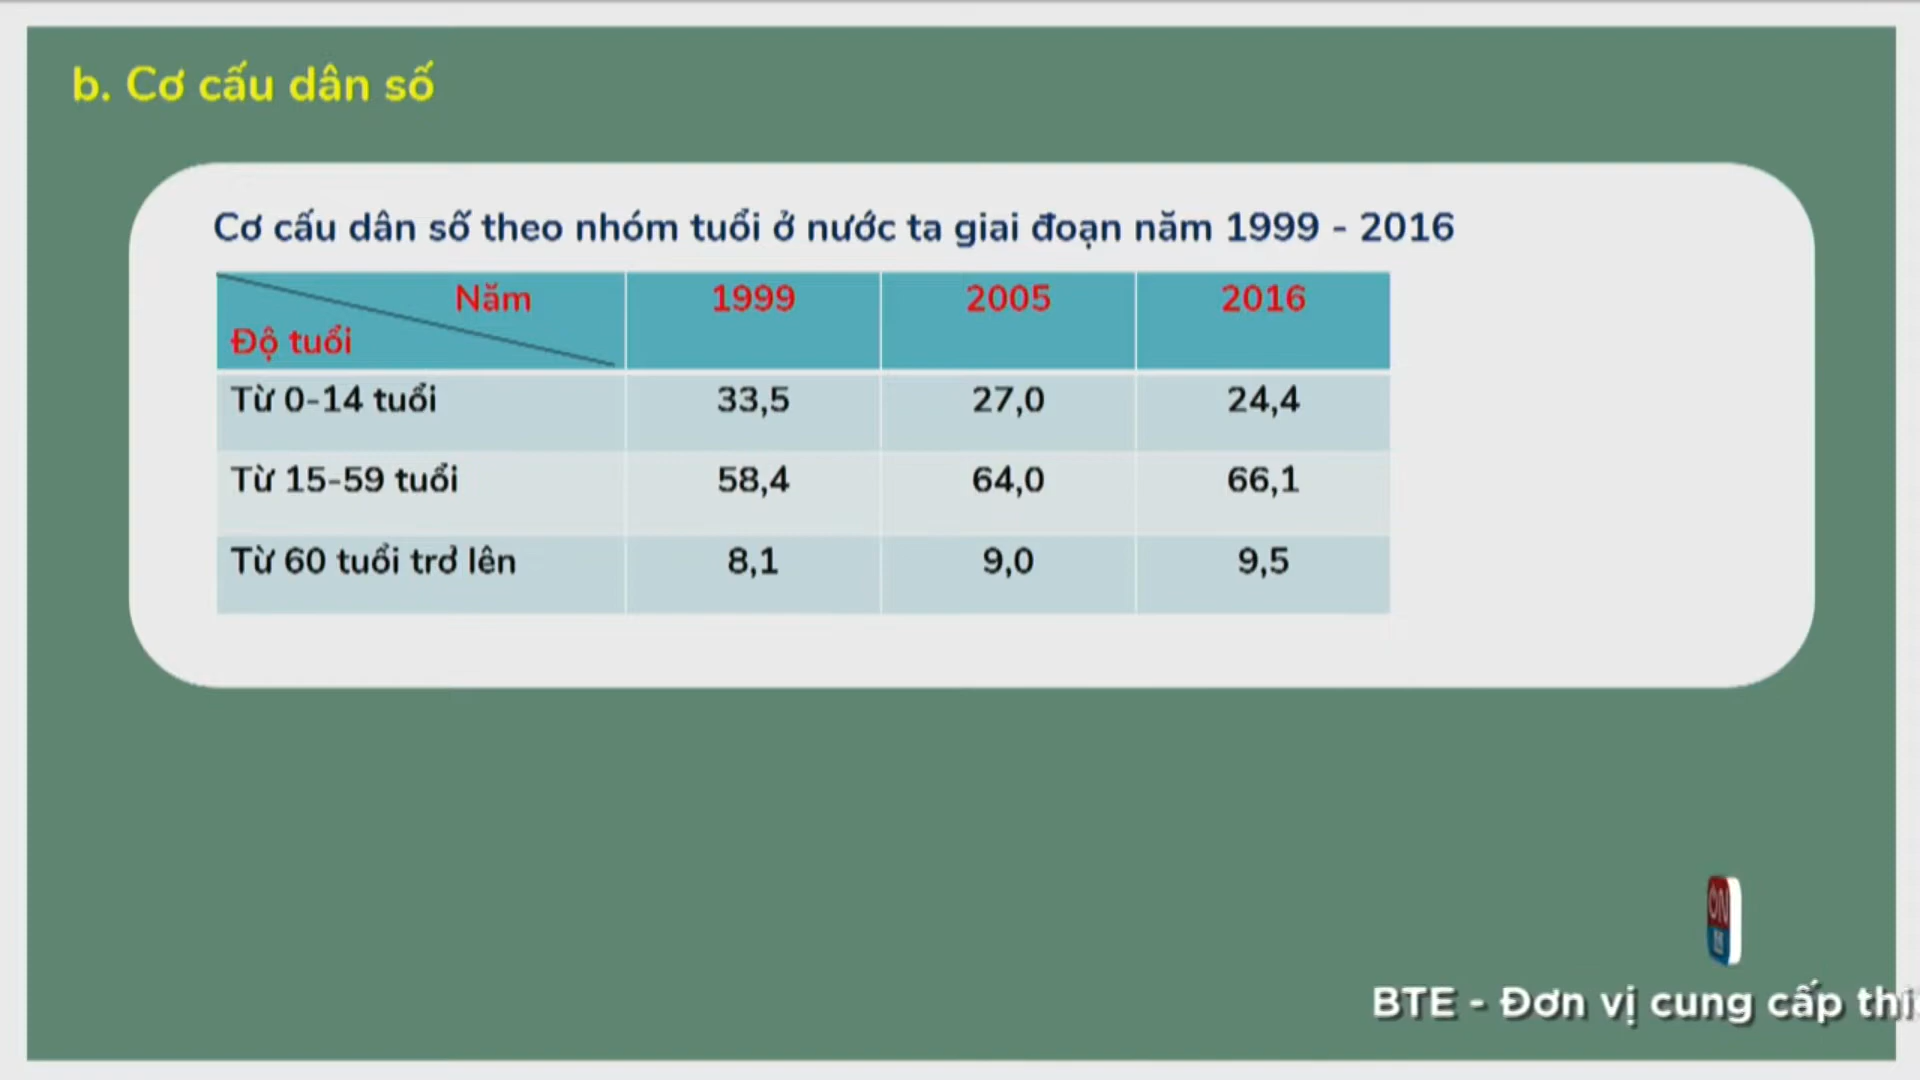 b. Cơ cấu dân số
Cơ cấu dân số theo nhóm tuổi ở nước ta giai đoạn năm 1999 - 2016
Năm 1999 2005 2016
Độ tuổi
Từ 0-14 tuổi 33,5 27,0 24,4
Từ 15-59 tuổi 58,4 64,0 66,1
Từ 60 tuổi trở lên 8,1 9,0 9,5
ON
BTE - Đơn vị cung cấp